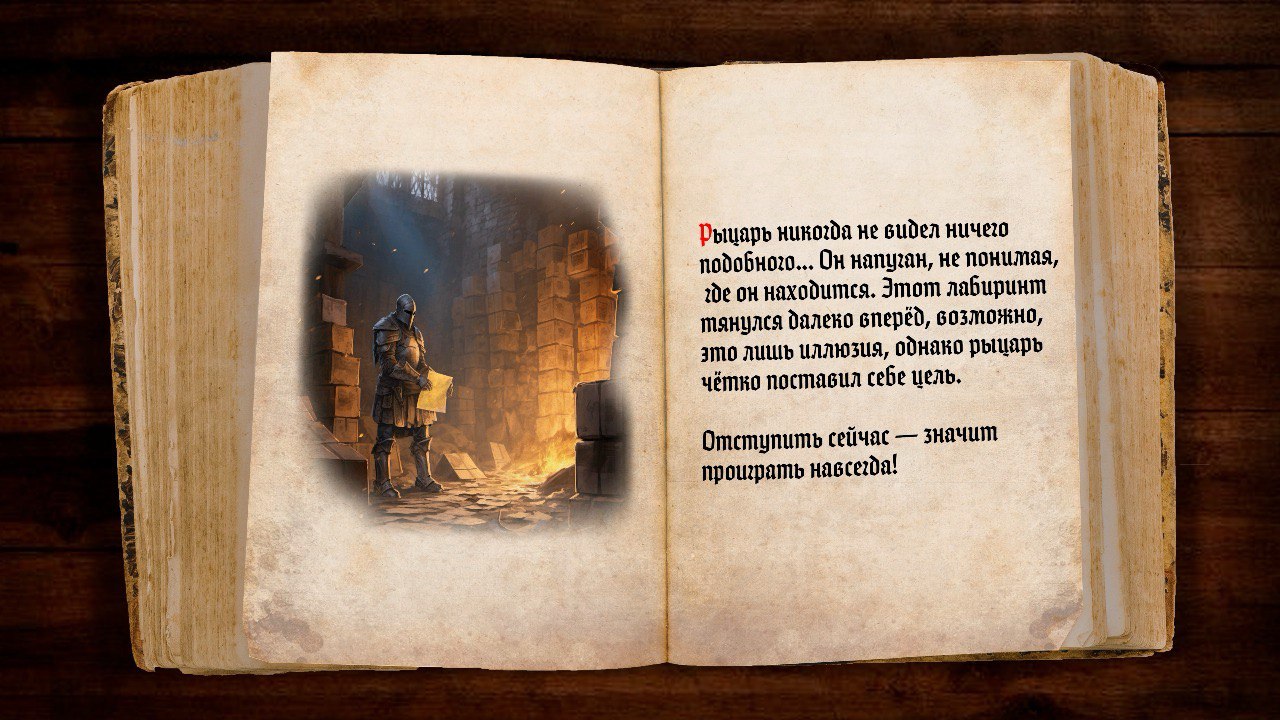 Рыцарь никогда не видел ничего
подобного... Он напуган, не понимая,
где он находится. Этот лабиринт
тянулся далеко вперёд, возможно,
это лишь иллюзия, однако рыцарь
чётко поставил себе цель.
Отступить сейчас — значит
проиграть навсегда!